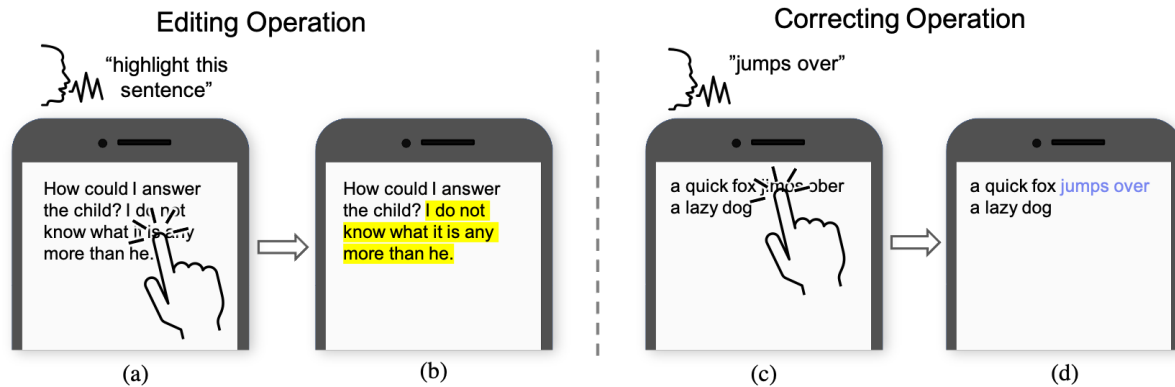 Editing Operation
"highlight this
sentence"
How could I answer
the child? I do not
know what it is any
more than he.
(a)
How could I answer
the child? I do not
know what it is any
more than he.
(b)
Correcting Operation
"jumps over"
a quick fox ober
a lazy dog
(c)
a quick fox jumps over
a lazy dog
(d)